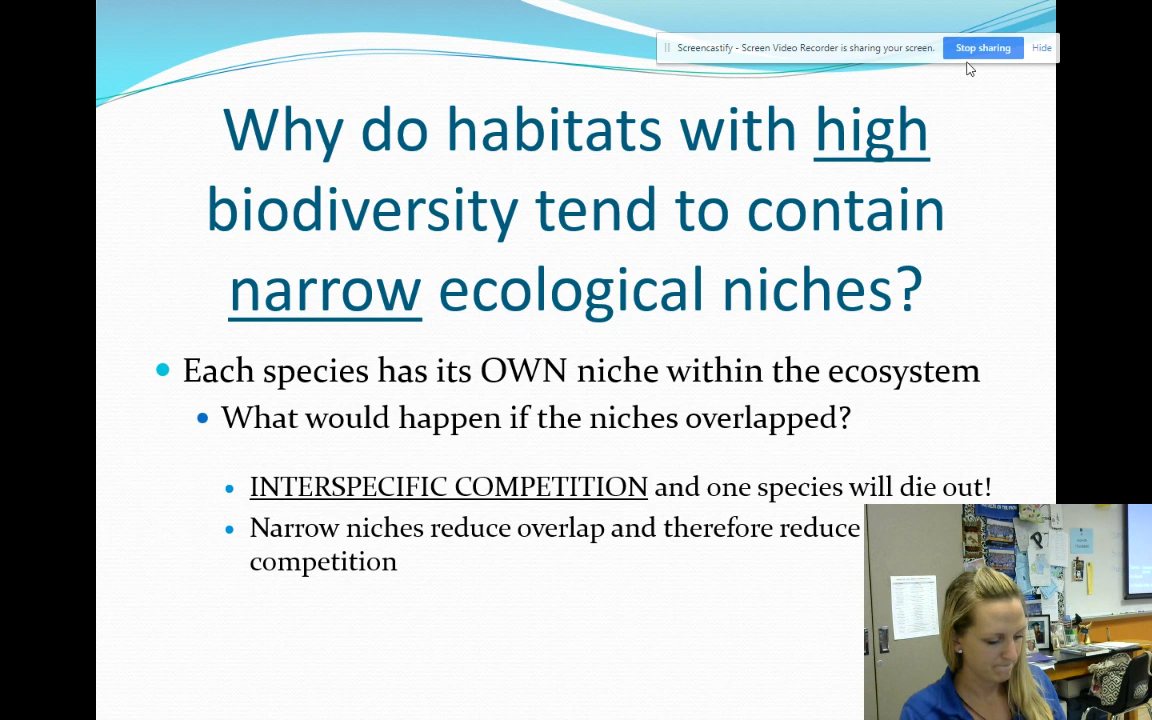 Screencastify - Screen Video Recorder is sharing your screen. Stop sharing Hide
Why do habitats with high
biodiversity tend to contain
narrow ecological niches?
Each species has its OWN niche within the ecosystem
What would happen if the niches overlapped?
INTERSPECIFIC COMPETITION and one species will die out!
Narrow niches reduce overlap and therefore reduce
competition